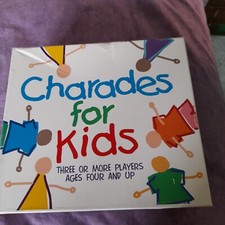 Charades
for
Kids
THREE OR MORE PLAYERS
AGES FOUR AND UP